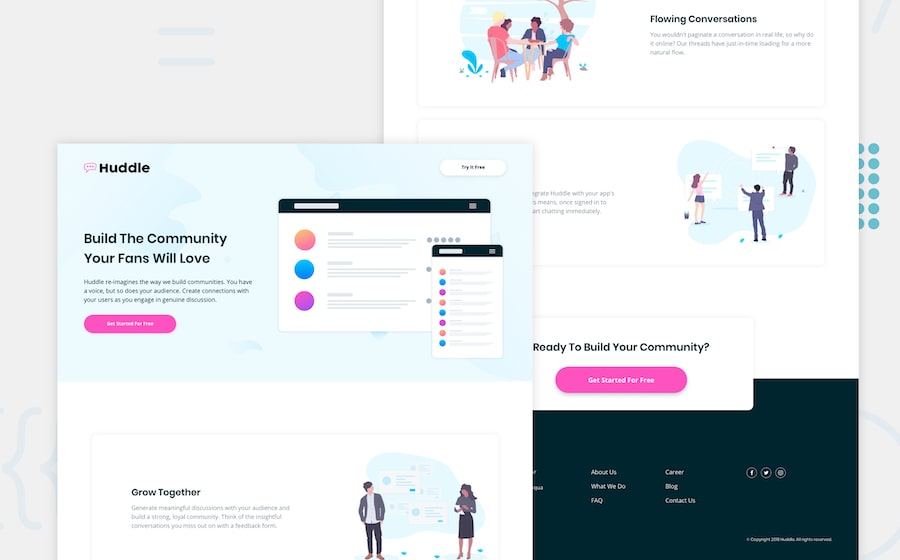 Huddle
Try It Free
Build The Community
Your Fans Will Love
Huddle re-imagines the way we build communities. You have
a voice, but so does your audience. Create connections with
your users as you engage in genuine discussion.
Get Started For Free
Grow Together
Generate meaningful discussions with your audience and
build a strong, loyal community. Think of the insightful
conversations you miss out on with a feedback form.
Flowing Conversations
You wouldn't paginate a conversation in real life, so why do
it online? Our threads have just-in-time loading for a more
natural flow.
egrate Huddle with your app's
ts means, once signed in to
art chatting immediately.
Ready To Build Your Community?
Get Started For Free
About Us
What We Do
FAQ
Career
Blog
Contact Us
© Copyright 2018 Huddle. All rights reserved.